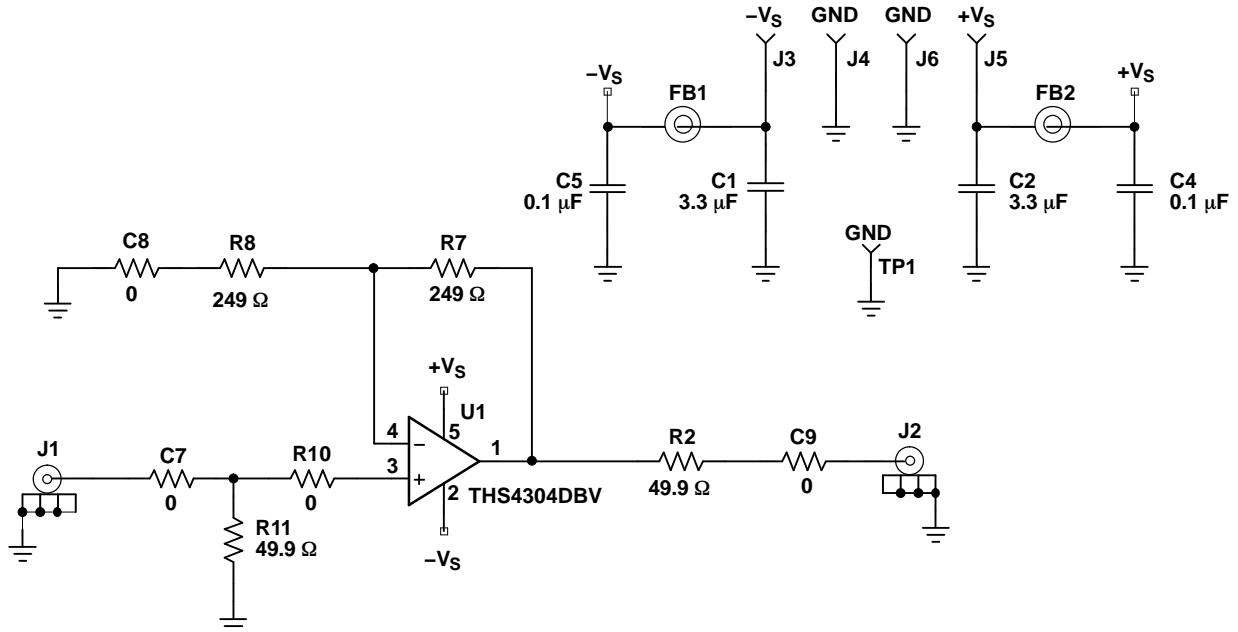 −VS GND GND +VS
J3 J4 J6 J5
−VS FB1 FB2 +VS
C5
0.1 µF
C1
3.3 µF
C2
3.3 µF
C4
0.1 µF
GND
TP1
C8
0
R8
249 Ω
R7
249 Ω
+VS
U1
4 − 5 1
3 + 2
THS4304DBV
−VS
J1
C7
0
R10
0
R11
49.9 Ω
R2
49.9 Ω
C9
0
J2